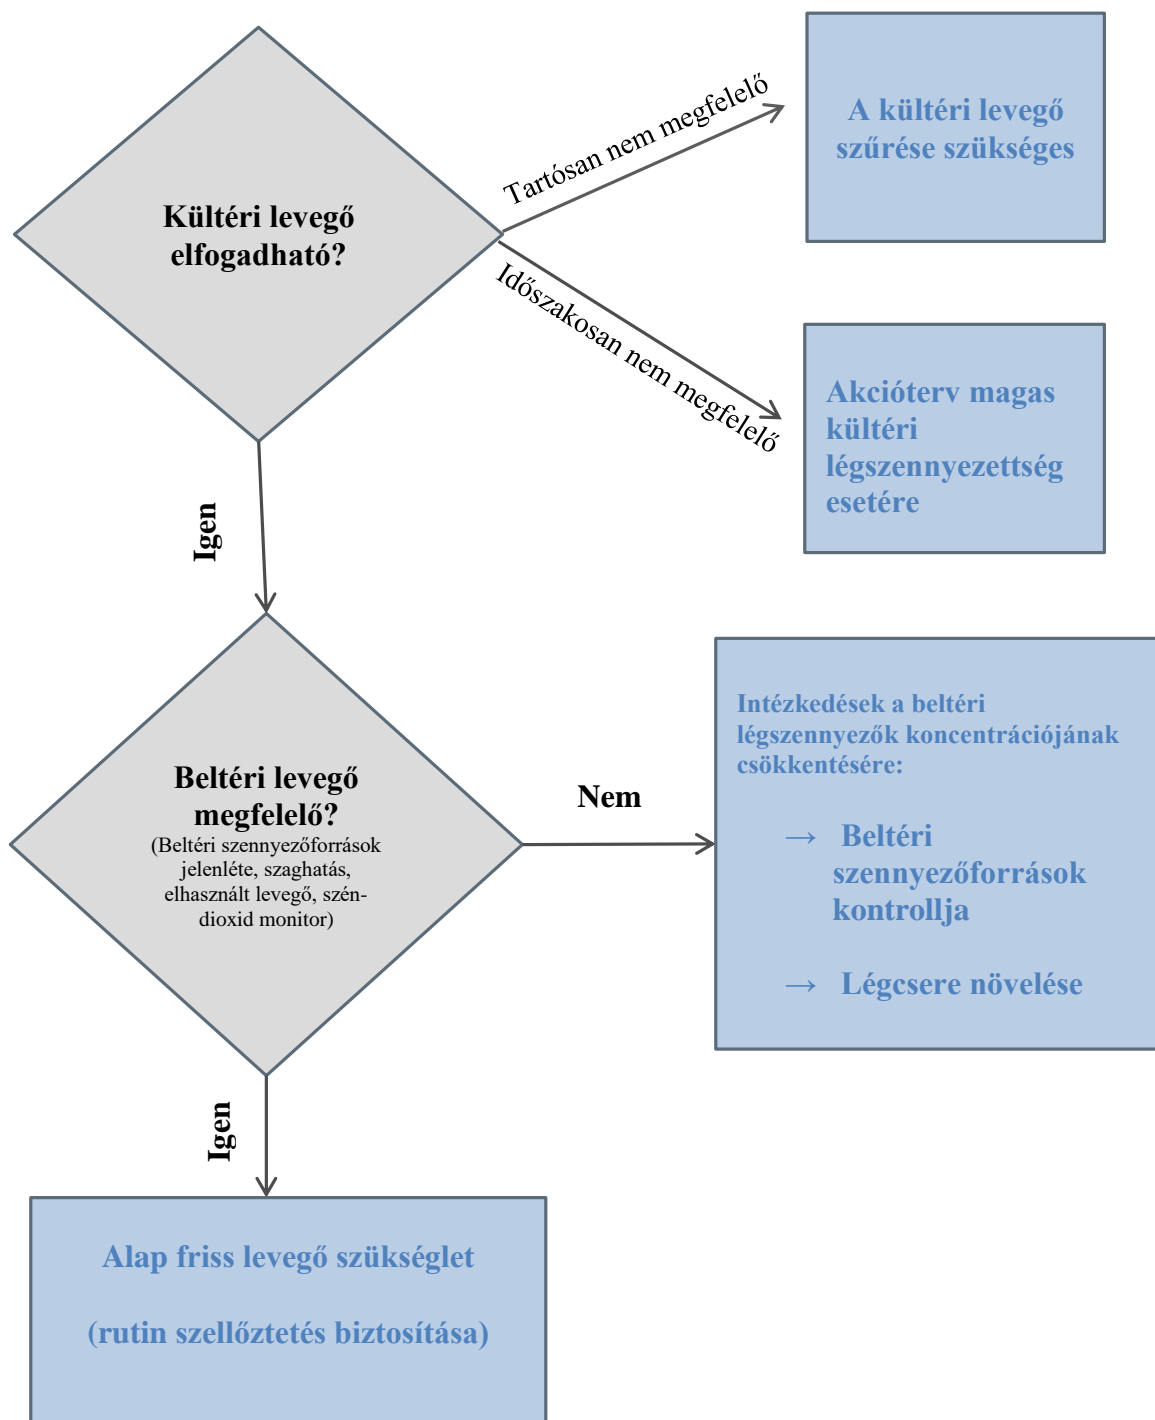 Kültéri levegő
elfogadható?
Tartósan nem megfelelő
A kültéri levegő
szűrése szükséges
Időszakosan nem megfelelő
Akcióterv magas
kültéri
légszennyezettség
esetére
Igen
Beltéri levegő
megfelelő?
(Beltéri szennyezőforrások
jelenléte, szaghatás,
elhasznált levegő, szén-
dioxid monitor)
Nem
Intézkedések a beltéri
légszennyezők koncentrációjának
csökkentésére:
→ Beltéri
szennyezőforrások
kontrollja
→ Légcsere növelése
Igen
Alap friss levegő szükséglet
(rutin szellőztetés biztosítása)